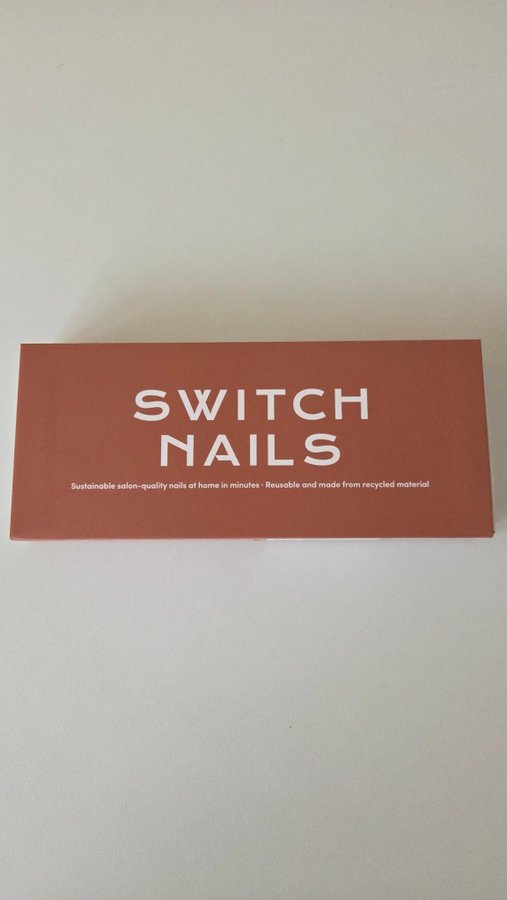 SWITCH
NAILS
Sustainable salon-quality nails at home in minutes · Reusable and made from recycled material